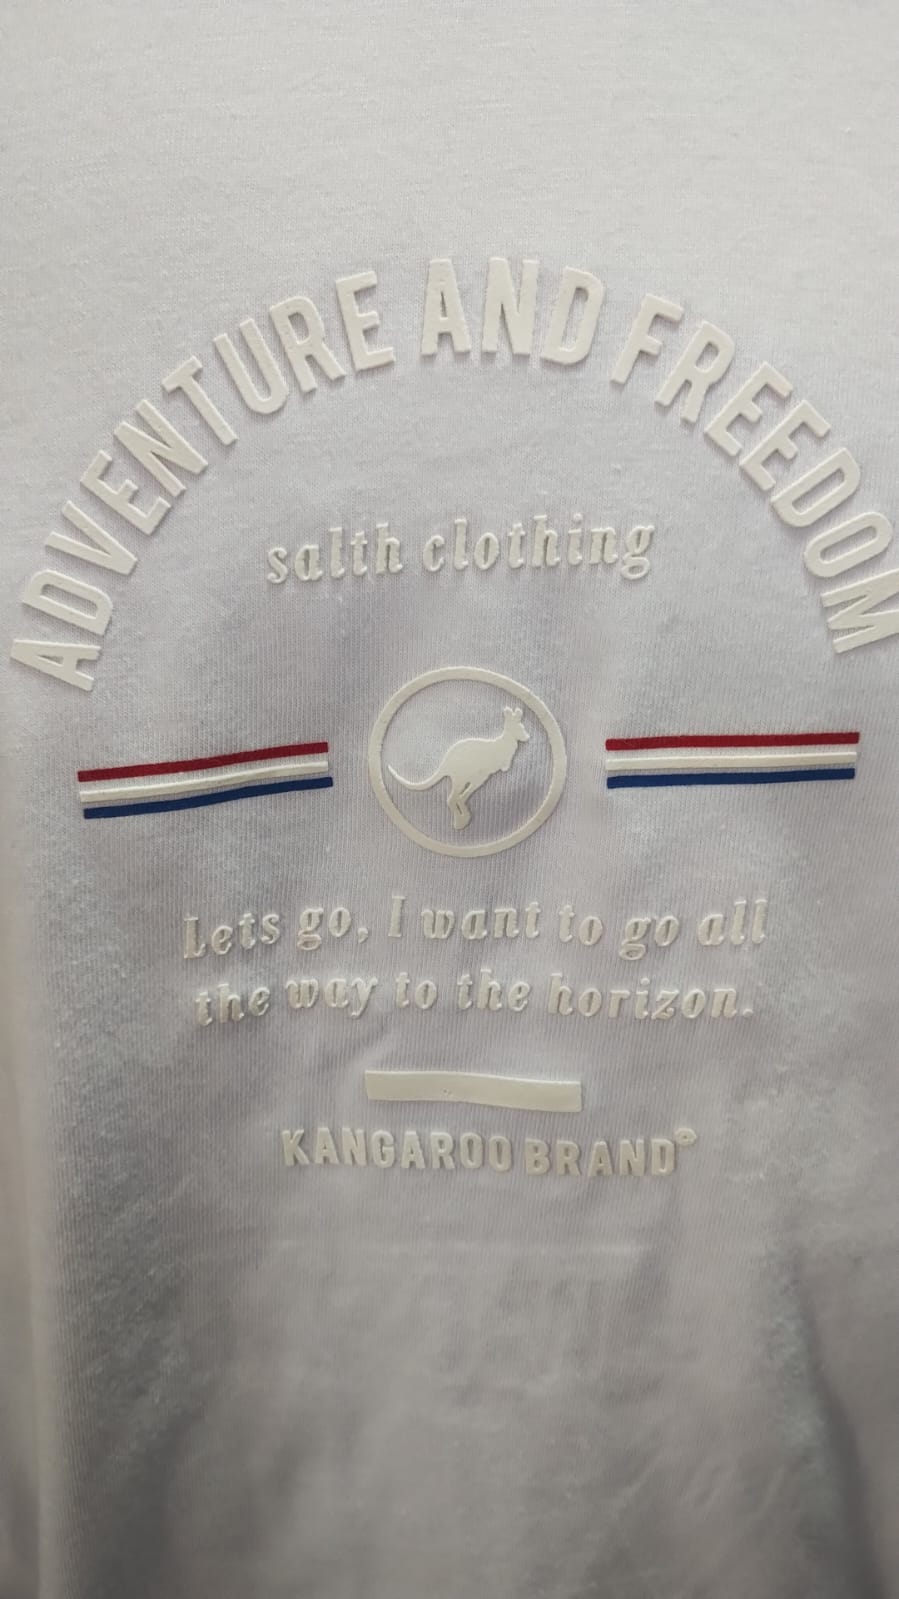 ADVENTURE AND FREEDOM
salth clothing
Lets go, I want to go all
the way to the horizon.
KANGAROO BRAND